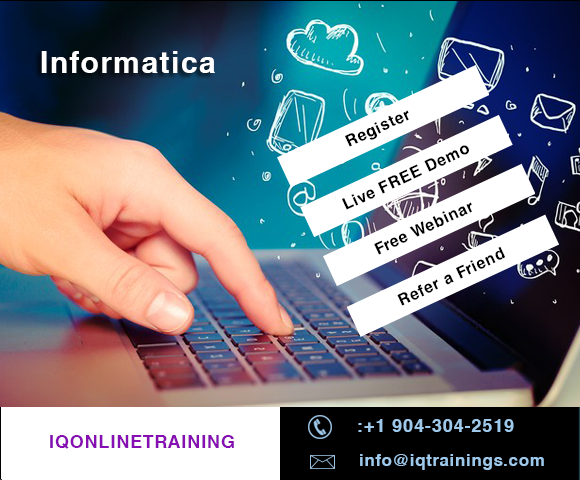 Informatica
Register
Live FREE Demo
Free Webinar
Refer a Friend
IQONLINETRAINING
:+1 904-304-2519
info@iqtrainings.com